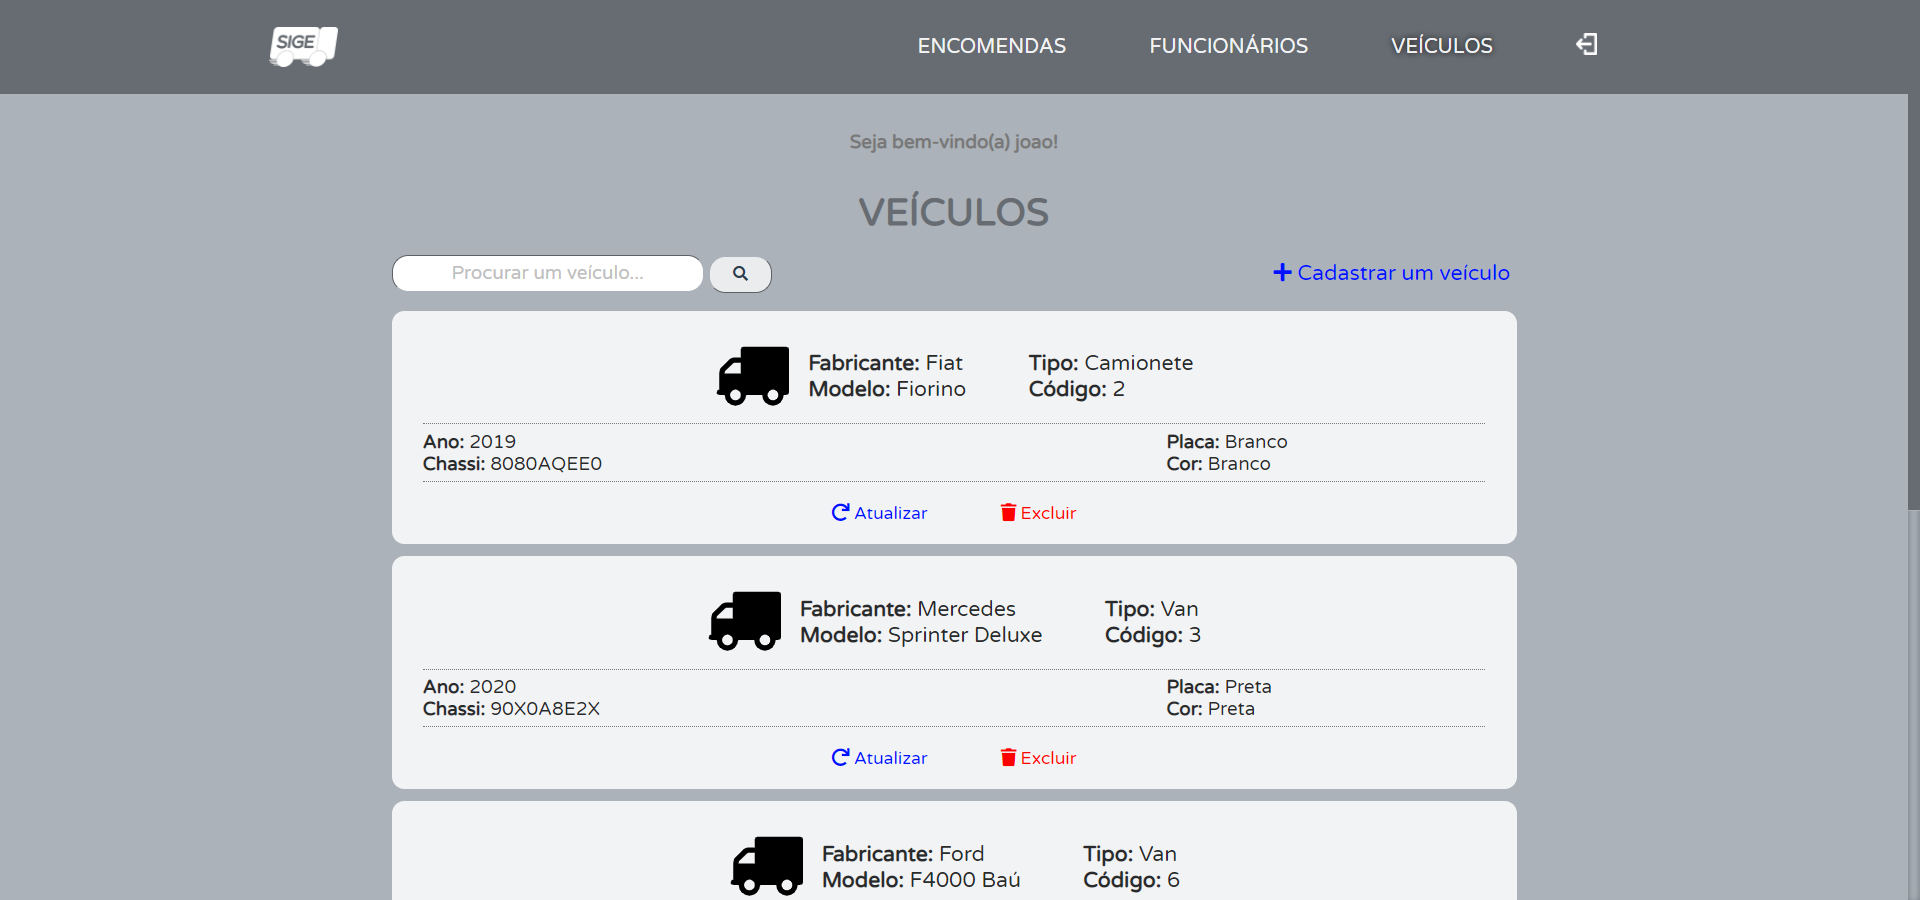 SIGE
ENCOMENDAS
FUNCIONÁRIOS
VEÍCULOS
Seja bem-vindo(a) joao!
VEÍCULOS
Procurar um veículo...
Cadastrar um veículo
Fabricante: Fiat
Modelo: Fiorino
Tipo: Camionete
Código: 2
Ano: 2019
Chassi: 8080AQEE0
Placa: Branco
Cor: Branco
Atualizar
Excluir
Fabricante: Mercedes
Modelo: Sprinter Deluxe
Tipo: Van
Código: 3
Ano: 2020
Chassi: 90X0A8E2X
Placa: Preta
Cor: Preta
Atualizar
Excluir
Fabricante: Ford
Modelo: F4000 Baú
Tipo: Van
Código: 6